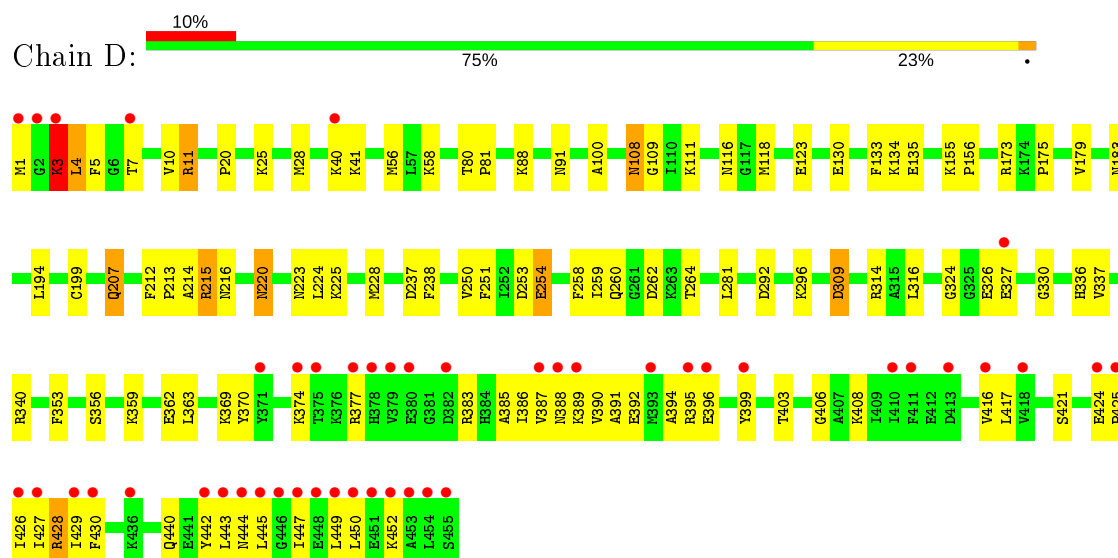 10%
Chain D:
75% 23% •
M1 G2 K3 L4 F5 G6 T7 V10 R11 P20 K25 M28 K40 K41 M56 L57 K58 T80 P81 K88 N91 A100 N108 G109 I110 K111 N116 G117 M118 E123 E130 F133 K134 E135 K155 P156 R173 K174 P175 V179 N183
L194 C199 Q207 F212 P213 A214 R215 N216 N220 N223 L224 K225 M228 D237 F238 V250 F251 I252 D253 E254 F258 I259 Q260 G261 D262 K263 T264 L281 D292 K296 D309 R314 A315 L316 G324 G325 E326 E327 G330 H336 V337
R340 F353 S356 K359 E362 L363 K369 Y370 Y371 K374 T375 K376 R377 H378 V379 E380 G381 D382 R383 H384 A385 I386 V387 N388 K389 V390 A391 E392 M393 A394 R395 E396 Y399 T403 G406 A407 K408 I409 I410 F411 E412 D413 V416 L417 V418 S421 E424 P425
I426 I427 R428 I429 F430 K436 Q440 E441 Y442 L443 N444 L445 G446 I447 E448 L449 L450 E451 K452 A453 L454 S455